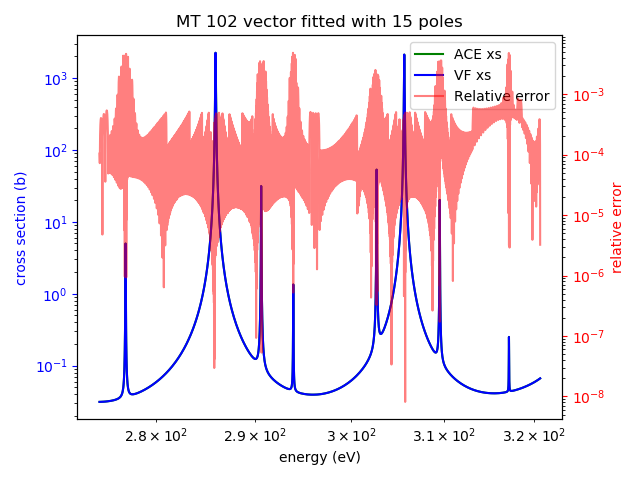 MT 102 vector fitted with 15 poles
ACE xs
VF xs
Relative error
cross section (b)
10³
10²
10¹
10⁰
10⁻¹
10⁻³
10⁻⁴
10⁻⁵
10⁻⁶
10⁻⁷
10⁻⁸
relative error
2.8 × 10² 2.9 × 10² 3 × 10² 3.1 × 10² 3.2 × 10²
energy (eV)